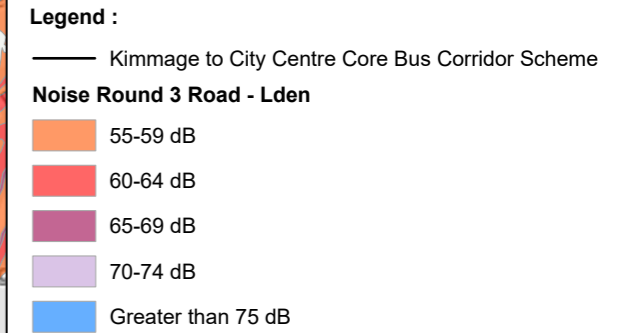 Legend :
Kimmage to City Centre Core Bus Corridor Scheme
Noise Round 3 Road - Lden
55-59 dB
60-64 dB
65-69 dB
70-74 dB
Greater than 75 dB